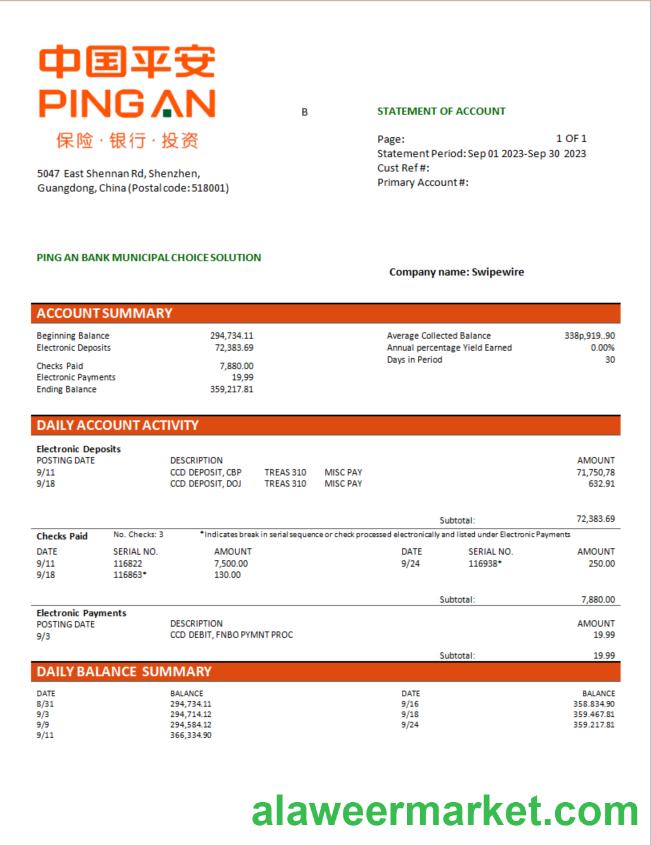 中国平安
PING AN
保险·银行·投资
5047 East Shennan Rd, Shenzhen,
Guangdong, China (Postal code: 518001)
B
STATEMENT OF ACCOUNT
Page: 1 OF 1
Statement Period: Sep 01 2023-Sep 30 2023
Cust Ref #:
Primary Account #:
PING AN BANK MUNICIPAL CHOICE SOLUTION
Company name: Swipewire
ACCOUNT SUMMARY
Beginning Balance 294,734.11 Average Collected Balance 338p,919..90
Electronic Deposits 72,383.69 Annual percentage Yield Earned 0.00%
Days in Period 30
Checks Paid 7,880.00
Electronic Payments 19,99
Ending Balance 359,217.81
DAILY ACCOUNT ACTIVITY
Electronic Deposits
POSTING DATE DESCRIPTION AMOUNT
9/11 CCD DEPOSIT, CBP TREAS 310 MISC PAY 71,750,78
9/18 CCD DEPOSIT, DOJ TREAS 310 MISC PAY 632.91
Subtotal: 72,383.69
Checks Paid No. Checks: 3 *Indicates break in serial sequence or check processed electronically and listed under Electronic Payments
DATE SERIAL NO. AMOUNT DATE SERIAL NO. AMOUNT
9/11 116822 7,500.00 9/24 116938* 250.00
9/18 116863* 130.00
Subtotal: 7,880.00
Electronic Payments
POSTING DATE DESCRIPTION AMOUNT
9/3 CCD DEBIT, FNBO PYMNT PROC 19.99
Subtotal: 19.99
DAILY BALANCE SUMMARY
DATE BALANCE DATE BALANCE
8/31 294,734.11 9/16 358.834.90
9/3 294,714.12 9/18 359.467.81
9/9 294,584.12 9/24 359.217.81
9/11 366,334.90
alaweermarket.com